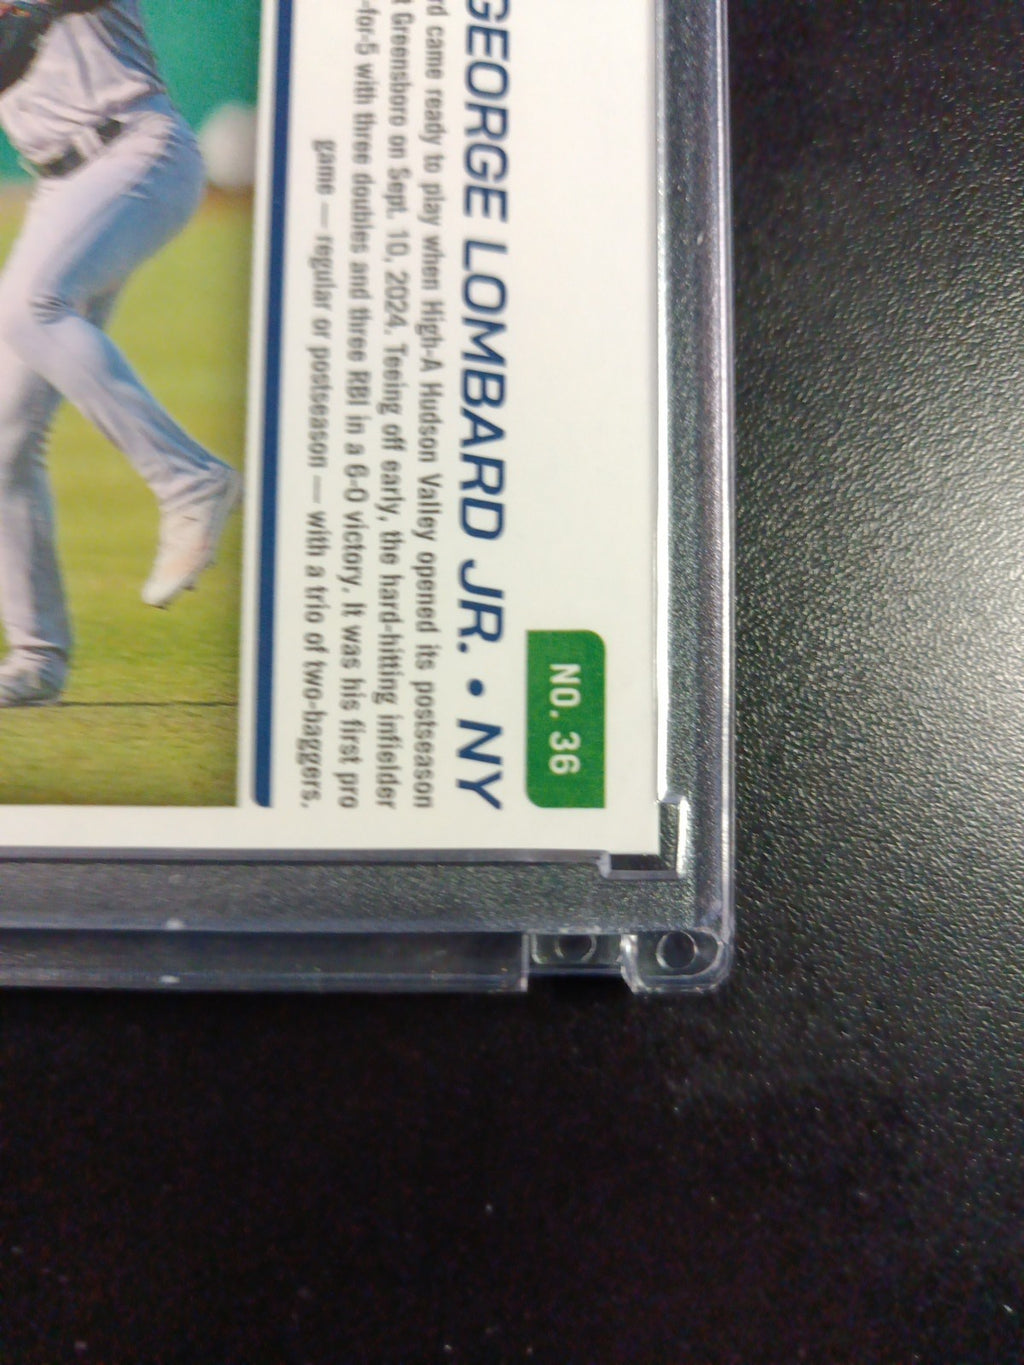 NO. 36
GEORGE LOMBARD JR. • NY
rd came ready to play when High-A Hudson Valley opened its postseason
t Greensboro on Sept. 10, 2024. Teeing off early, the hard-hitting infielder
-for-5 with three doubles and three RBI in a 6-0 victory. It was his first pro
game — regular or postseason — with a trio of two-baggers.